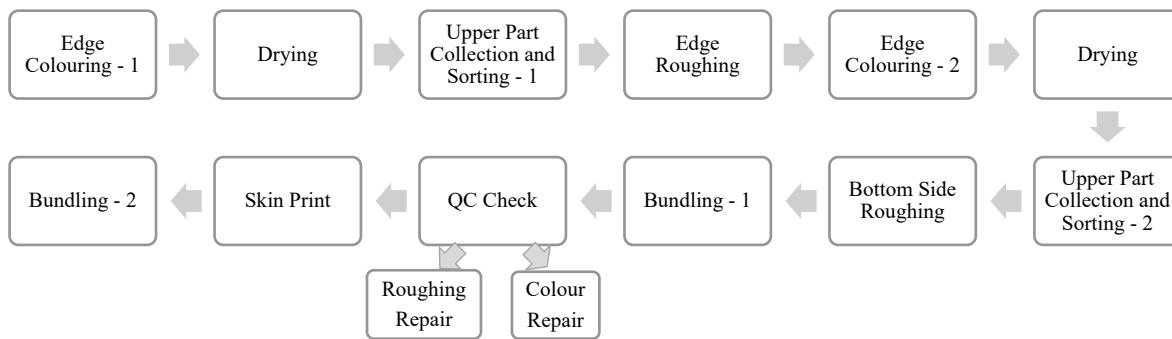 Edge
Colouring - 1
Drying
Upper Part
Collection and
Sorting - 1
Edge
Roughing
Edge
Colouring - 2
Drying
Upper Part
Collection and
Sorting - 2
Bottom Side
Roughing
Bundling - 1
QC Check
Skin Print
Bundling - 2
Roughing
Repair
Colour
Repair